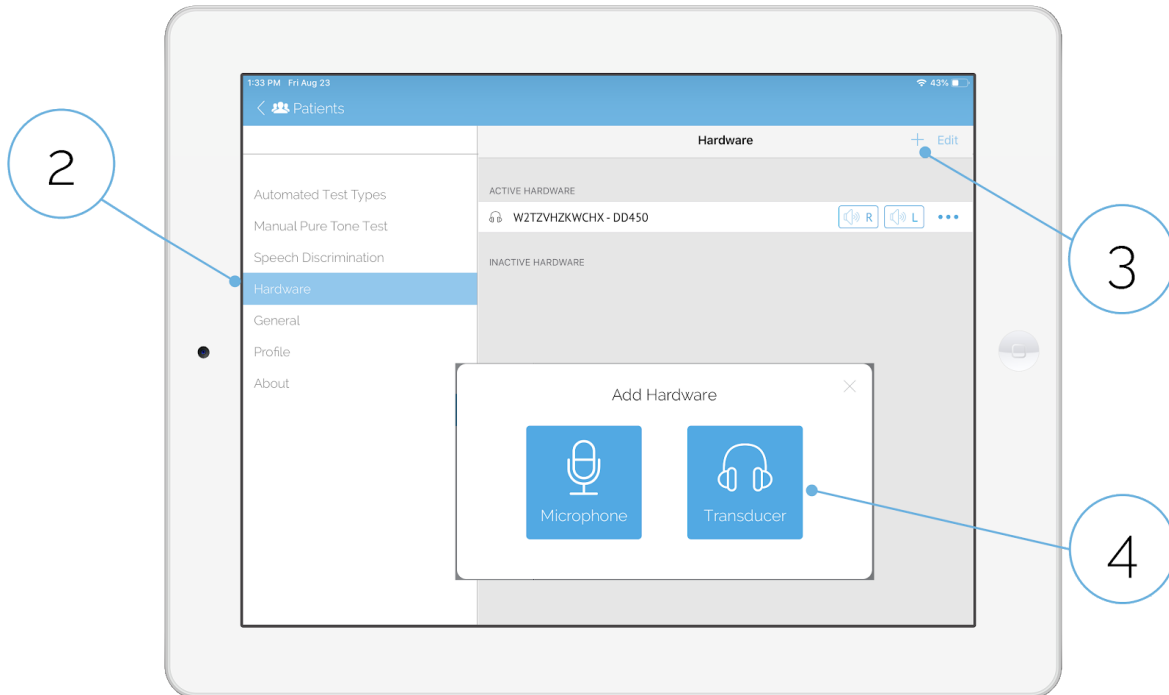 1:33 PM Fri Aug 23
43%
Patients
Hardware
Edit
Automated Test Types
Manual Pure Tone Test
Speech Discrimination
Hardware
General
Profile
About
ACTIVE HARDWARE
W2TZVHZKWCHX - DD450
R
L
INACTIVE HARDWARE
Add Hardware
Microphone
Transducer
2
3
4